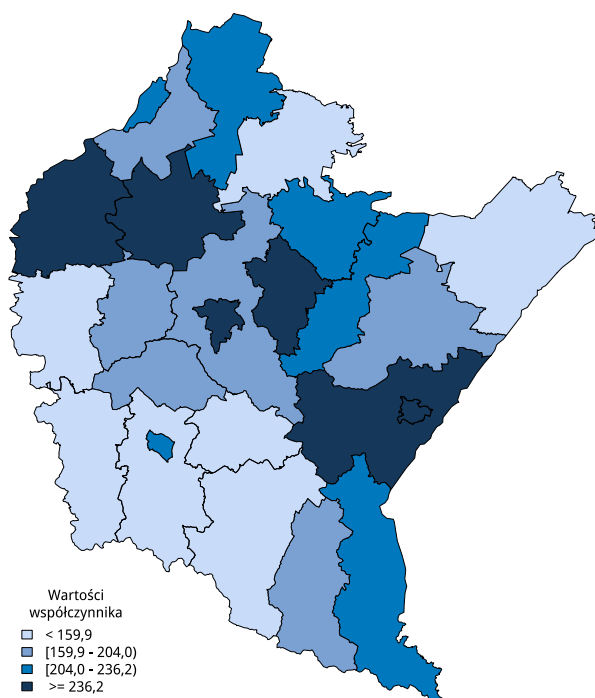 Wartości
współczynnika
< 159,9
[159,9 - 204,0)
[204,0 - 236,2)
>= 236,2